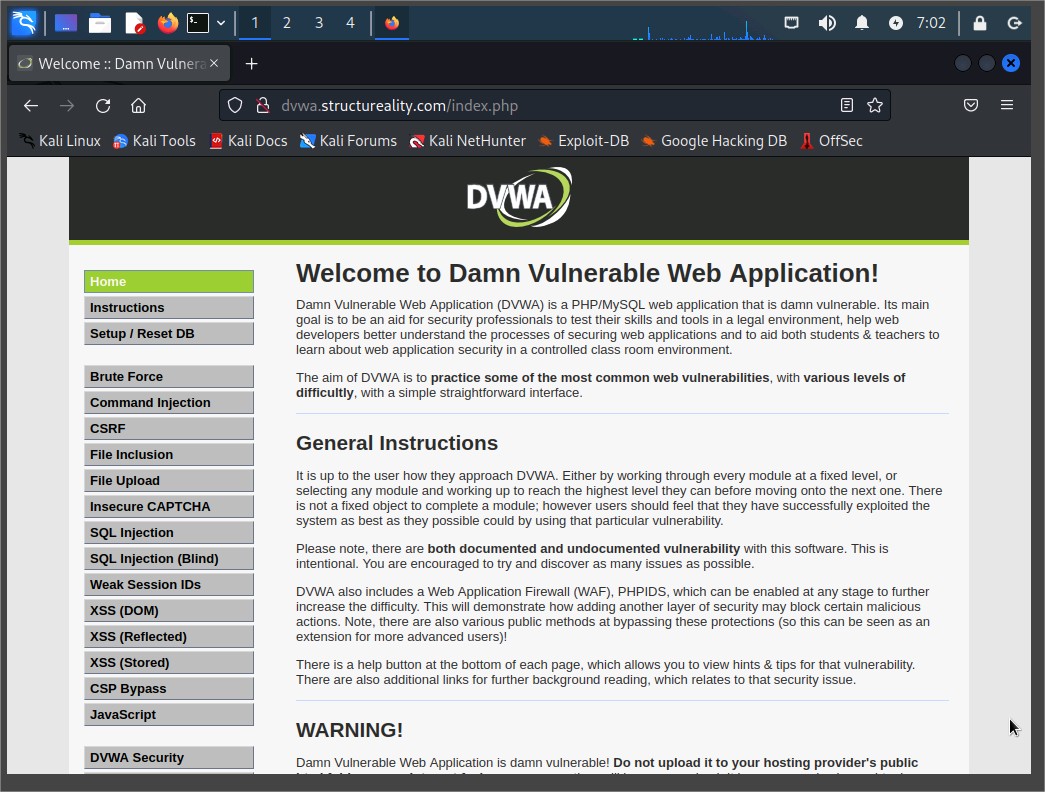 1 2 3 4
7:02
Welcome :: Damn Vulnera
dvwa.structureality.com/index.php
Kali Linux Kali Tools Kali Docs Kali Forums Kali NetHunter Exploit-DB Google Hacking DB OffSec
DVWA
Home
Instructions
Setup / Reset DB
Brute Force
Command Injection
CSRF
File Inclusion
File Upload
Insecure CAPTCHA
SQL Injection
SQL Injection (Blind)
Weak Session IDs
XSS (DOM)
XSS (Reflected)
XSS (Stored)
CSP Bypass
JavaScript
DVWA Security
Welcome to Damn Vulnerable Web Application!
Damn Vulnerable Web Application (DVWA) is a PHP/MySQL web application that is damn vulnerable. Its main
goal is to be an aid for security professionals to test their skills and tools in a legal environment, help web
developers better understand the processes of securing web applications and to aid both students & teachers to
learn about web application security in a controlled class room environment.
The aim of DVWA is to practice some of the most common web vulnerabilities, with various levels of
difficultly, with a simple straightforward interface.
General Instructions
It is up to the user how they approach DVWA. Either by working through every module at a fixed level, or
selecting any module and working up to reach the highest level they can before moving onto the next one. There
is not a fixed object to complete a module; however users should feel that they have successfully exploited the
system as best as they possible could by using that particular vulnerability.
Please note, there are both documented and undocumented vulnerability with this software. This is
intentional. You are encouraged to try and discover as many issues as possible.
DVWA also includes a Web Application Firewall (WAF), PHPIDS, which can be enabled at any stage to further
increase the difficulty. This will demonstrate how adding another layer of security may block certain malicious
actions. Note, there are also various public methods at bypassing these protections (so this can be seen as an
extension for more advanced users)!
There is a help button at the bottom of each page, which allows you to view hints & tips for that vulnerability.
There are also additional links for further background reading, which relates to that security issue.
WARNING!
Damn Vulnerable Web Application is damn vulnerable! Do not upload it to your hosting provider's public